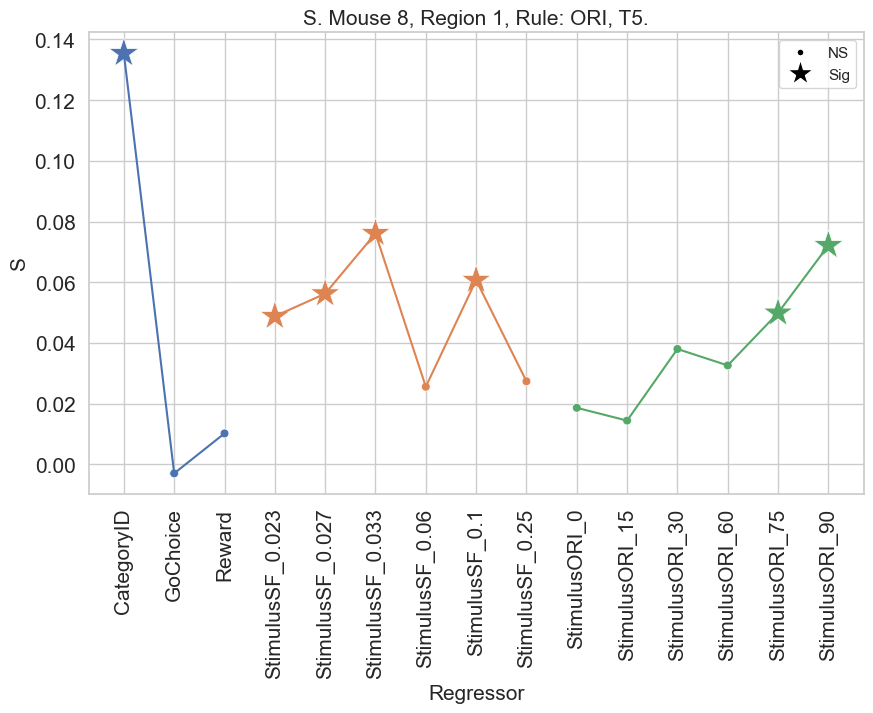 S. Mouse 8, Region 1, Rule: ORI, T5.
NS
Sig
S
0.14
0.12
0.10
0.08
0.06
0.04
0.02
0.00
CategoryID
GoChoice
Reward
StimulusSF_0.023
StimulusSF_0.027
StimulusSF_0.033
StimulusSF_0.06
StimulusSF_0.1
StimulusSF_0.25
StimulusORI_0
StimulusORI_15
StimulusORI_30
StimulusORI_60
StimulusORI_75
StimulusORI_90
Regressor